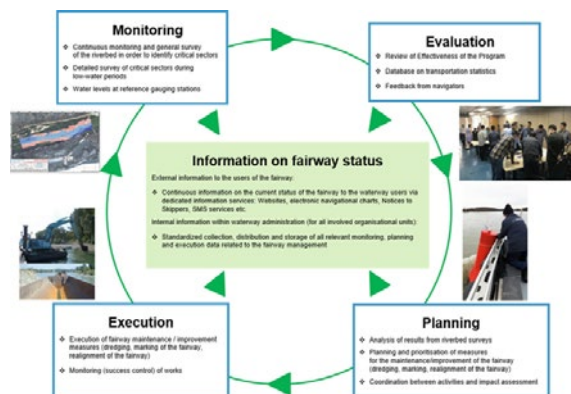 Monitoring
Continuous monitoring and general survey
of the riverbed in order to identify critical sectors
Detailed survey of critical sectors during
low-water periods
Water levels at reference gauging stations
Evaluation
Review of Effectiveness of the Program
Database on transportation statistics
Feedback from navigators
Information on fairway status
External information to the users of the fairway:
Continuous information on the current status of the fairway to the waterway users via
dedicated information services: Websites, electronic navigational charts, Notices to
Skippers, SMS services etc.
Internal information within waterway administration (for all involved organisational units):
Standardized collection, distribution and storage of all relevant monitoring, planning
and execution data related to the fairway management
Execution
Execution of fairway maintenance / improvement
measures (dredging, marking of the fairway,
realignment of the fairway)
Monitoring (success control) of works
Planning
Analysis of results from riverbed surveys
Planning and prioritisation of measures
for the maintenance/improvement of the fairway
(dredging, marking, realignment of the fairway)
Coordination between activities and impact assessment